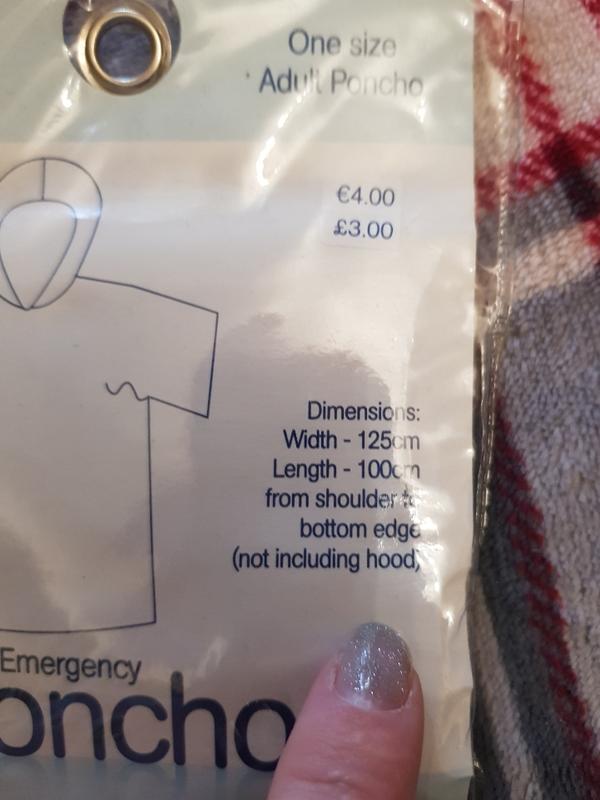 One size
Adult Poncho
€4.00
£3.00
Dimensions:
Width - 125cm
Length - 100cm
from shoulder to
bottom edge
(not including hood)
Emergency
oncho